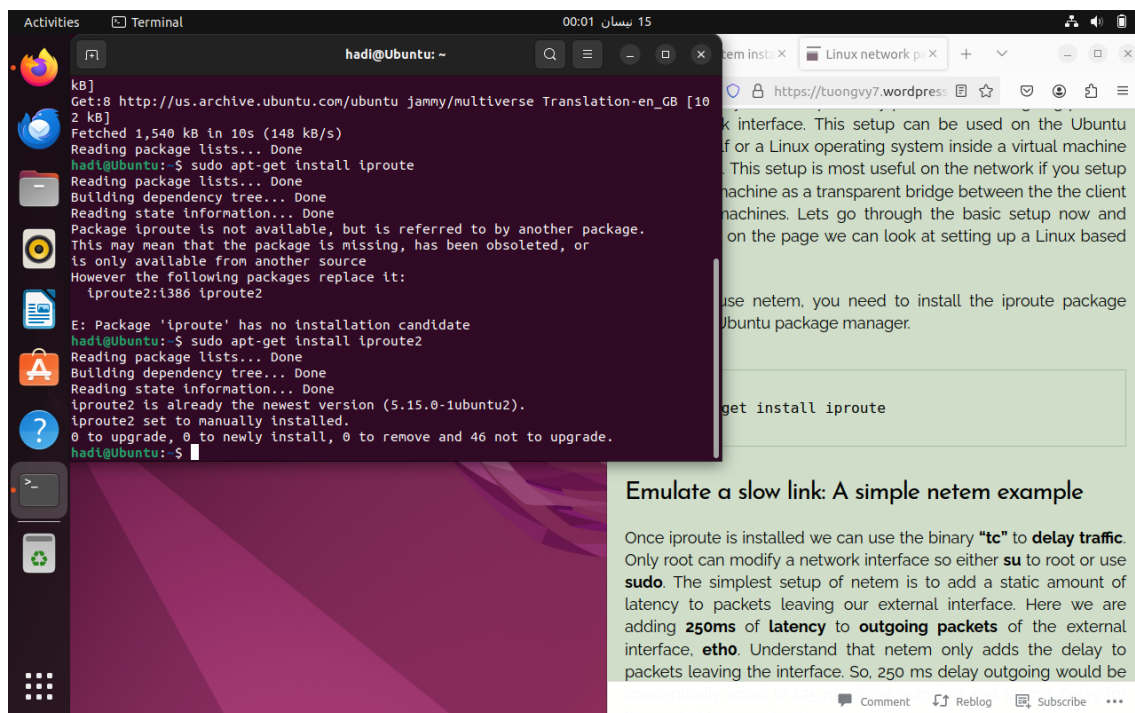 Activities
Terminal
15 نيسان 00:01
hadi@Ubuntu: ~
kB]
Get:8 http://us.archive.ubuntu.com/ubuntu jammy/multiverse Translation-en_GB [10
2 kB]
Fetched 1,540 kB in 10s (148 kB/s)
Reading package lists... Done
hadi@Ubuntu:~$ sudo apt-get install iproute
Reading package lists... Done
Building dependency tree... Done
Reading state information... Done
Package iproute is not available, but is referred to by another package.
This may mean that the package is missing, has been obsoleted, or
is only available from another source
However the following packages replace it:
iproute2:i386 iproute2
E: Package 'iproute' has no installation candidate
hadi@Ubuntu:~$ sudo apt-get install iproute2
Reading package lists... Done
Building dependency tree... Done
Reading state information... Done
iproute2 is already the newest version (5.15.0-1ubuntu2).
iproute2 set to manually installed.
0 to upgrade, 0 to newly install, 0 to remove and 46 not to upgrade.
hadi@Ubuntu:~$
Linux network p
https://tuongvy7.wordpress
k interface. This setup can be used on the Ubuntu
f or a Linux operating system inside a virtual machine
. This setup is most useful on the network if you setup
achine as a transparent bridge between the the client
nachines. Lets go through the basic setup now and
on the page we can look at setting up a Linux based
use netem, you need to install the iproute package
Ubuntu package manager.
get install iproute
Emulate a slow link: A simple netem example
Once iproute is installed we can use the binary “tc” to delay traffic.
Only root can modify a network interface so either su to root or use
sudo. The simplest setup of netem is to add a static amount of
latency to packets leaving our external interface. Here we are
adding 250ms of latency to outgoing packets of the external
interface, eth0. Understand that netem only adds the delay to
packets leaving the interface. So, 250 ms delay outgoing would be
Comment Reblog Subscribe